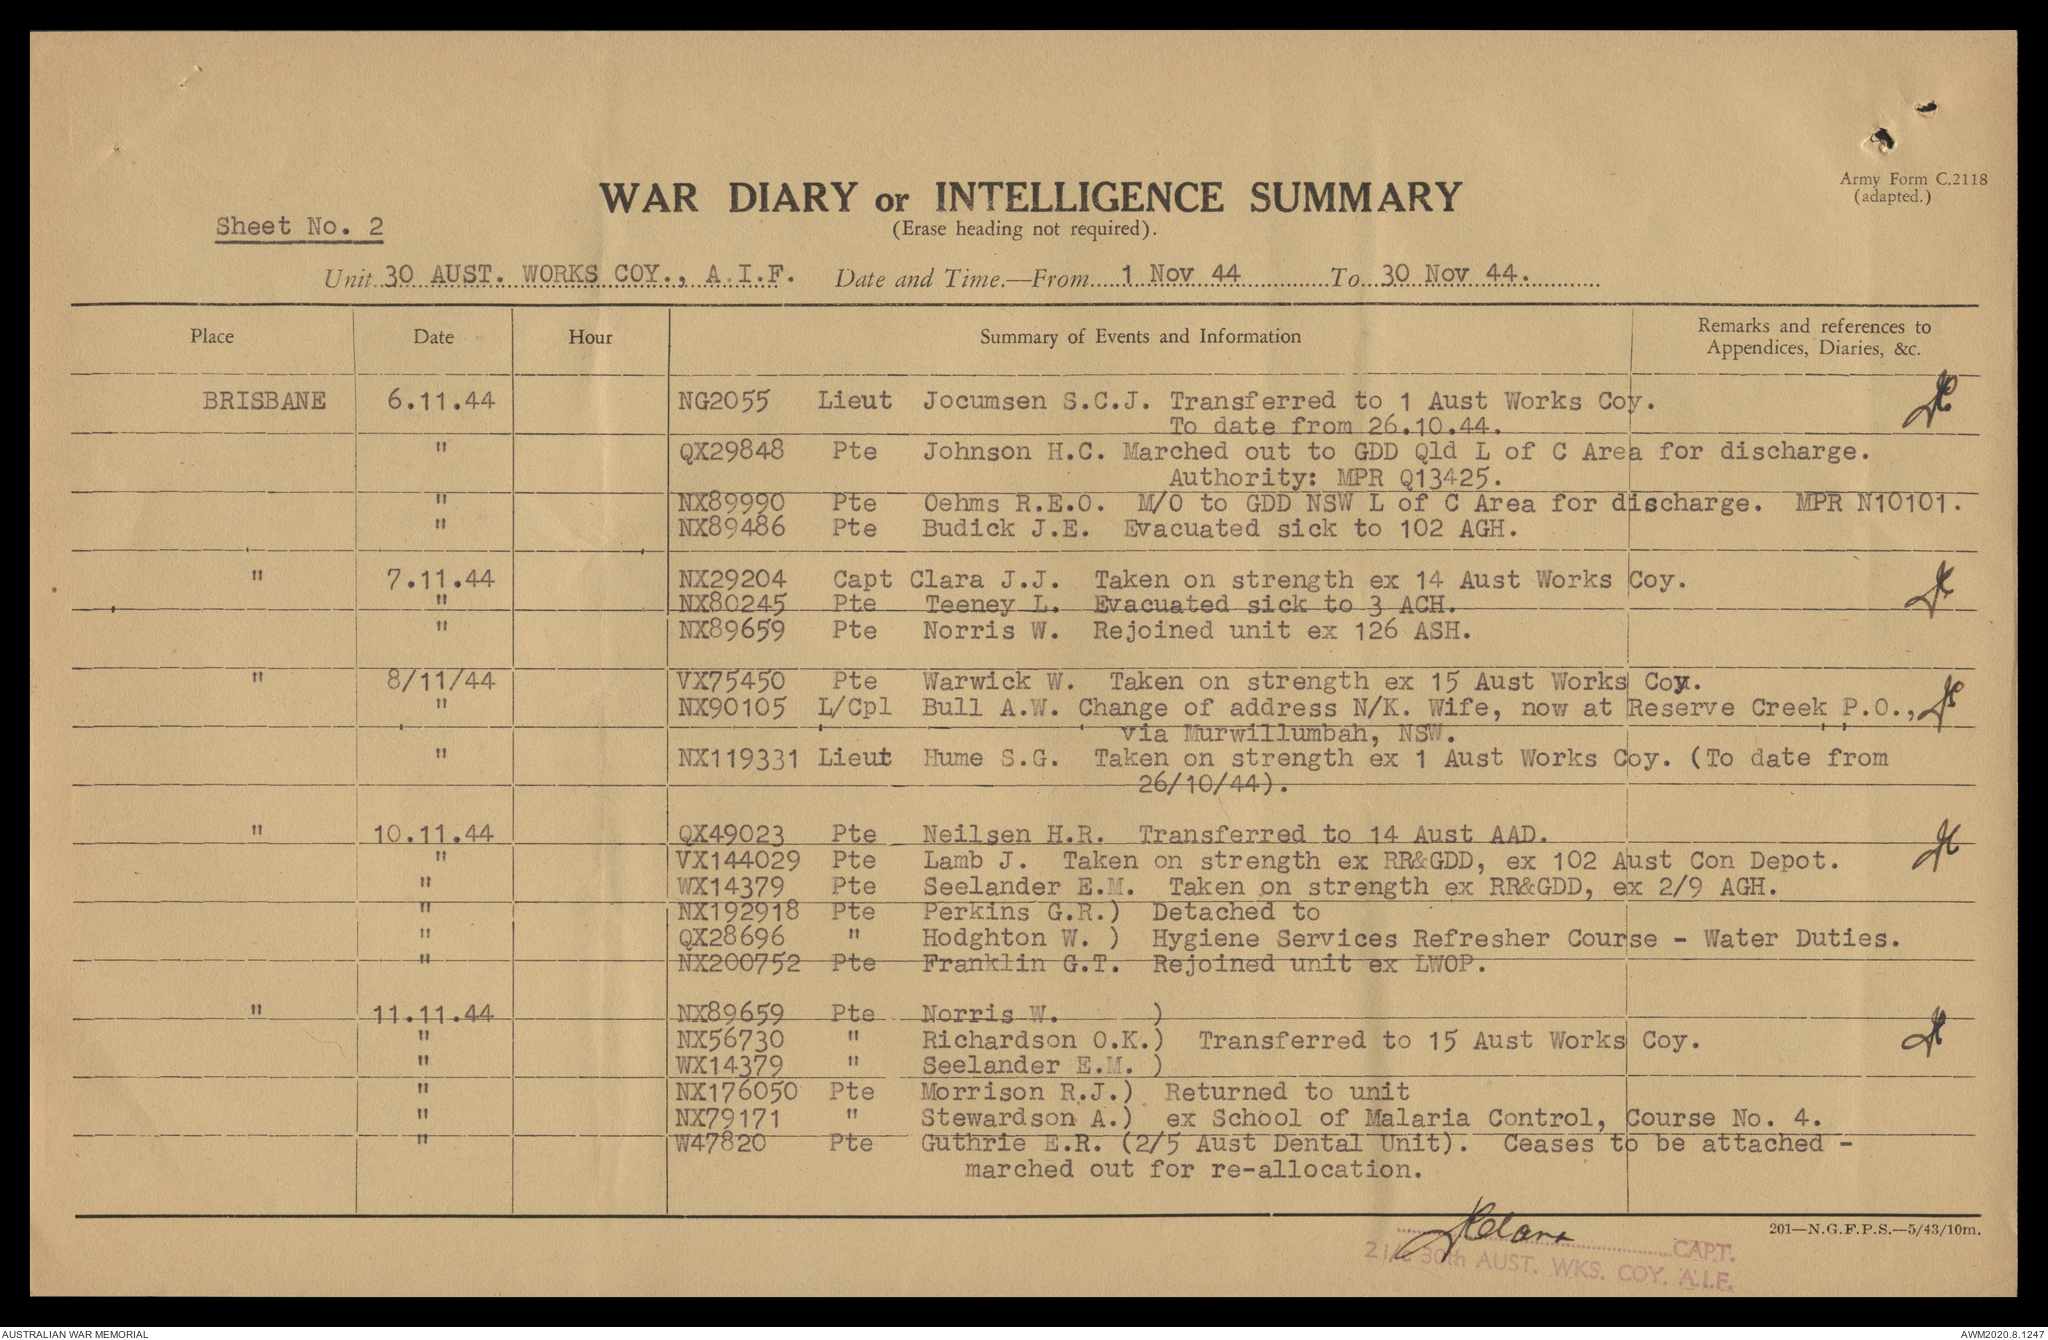 Army Form C.2118
(adapted.)
WAR DIARY or INTELLIGENCE SUMMARY
(Erase heading not required).
Sheet No. 2
Unit 30 AUST. WORKS COY., A.I.F. Date and Time.—From 1 Nov 44 To 30 Nov 44.
Place Date Hour Summary of Events and Information Remarks and references to Appendices, Diaries, &c.
BRISBANE 6.11.44 NG2055 Lieut Jocumsen S.C.J. Transferred to 1 Aust Works Coy.
To date from 26.10.44.
" QX29848 Pte Johnson H.C. Marched out to GDD Qld L of C Area for discharge.
Authority: MPR Q13425.
" NX89990 Pte Oehms R.E.O. M/O to GDD NSW L of C Area for discharge. MPR N10101.
" NX89486 Pte Budick J.E. Evacuated sick to 102 AGH.
" 7.11.44 NX29204 Capt Clara J.J. Taken on strength ex 14 Aust Works Coy.
" NX80245 Pte Teeney L. Evacuated sick to 3 ACH.
" NX89659 Pte Norris W. Rejoined unit ex 126 ASH.
" 8/11/44 VX75450 Pte Warwick W. Taken on strength ex 15 Aust Works Coy.
" NX90105 L/Cpl Bull A.W. Change of address N/K. Wife, now at Reserve Creek P.O.,
via Murwillumbah, NSW.
" NX119331 Lieut Hume S.G. Taken on strength ex 1 Aust Works Coy. (To date from
26/10/44).
" 10.11.44 QX49023 Pte Neilsen H.R. Transferred to 14 Aust AAD.
" VX144029 Pte Lamb J. Taken on strength ex RR&GDD, ex 102 Aust Con Depot.
" WX14379 Pte Seelander E.M. Taken on strength ex RR&GDD, ex 2/9 AGH.
" NX192918 Pte Perkins G.R.) Detached to
" QX28696 " Hodghton W. ) Hygiene Services Refresher Course - Water Duties.
" NX200752 Pte Franklin G.T. Rejoined unit ex LWOP.
" 11.11.44 NX89659 Pte Norris W. )
" NX56730 " Richardson O.K.) Transferred to 15 Aust Works Coy.
" WX14379 " Seelander E.M. )
" NX176050 Pte Morrison R.J.) Returned to unit
" NX79171 " Stewardson A.) ex School of Malaria Control, Course No. 4.
" W47820 Pte Guthrie E.R. (2/5 Aust Dental Unit). Ceases to be attached -
marched out for re-allocation.
JClara CAPT.
2 i/c 30th AUST. WKS. COY. A.I.F.
201—N.G.F.P.S.—5/43/10m.
AUSTRALIAN WAR MEMORIAL AWM2020.8.1247